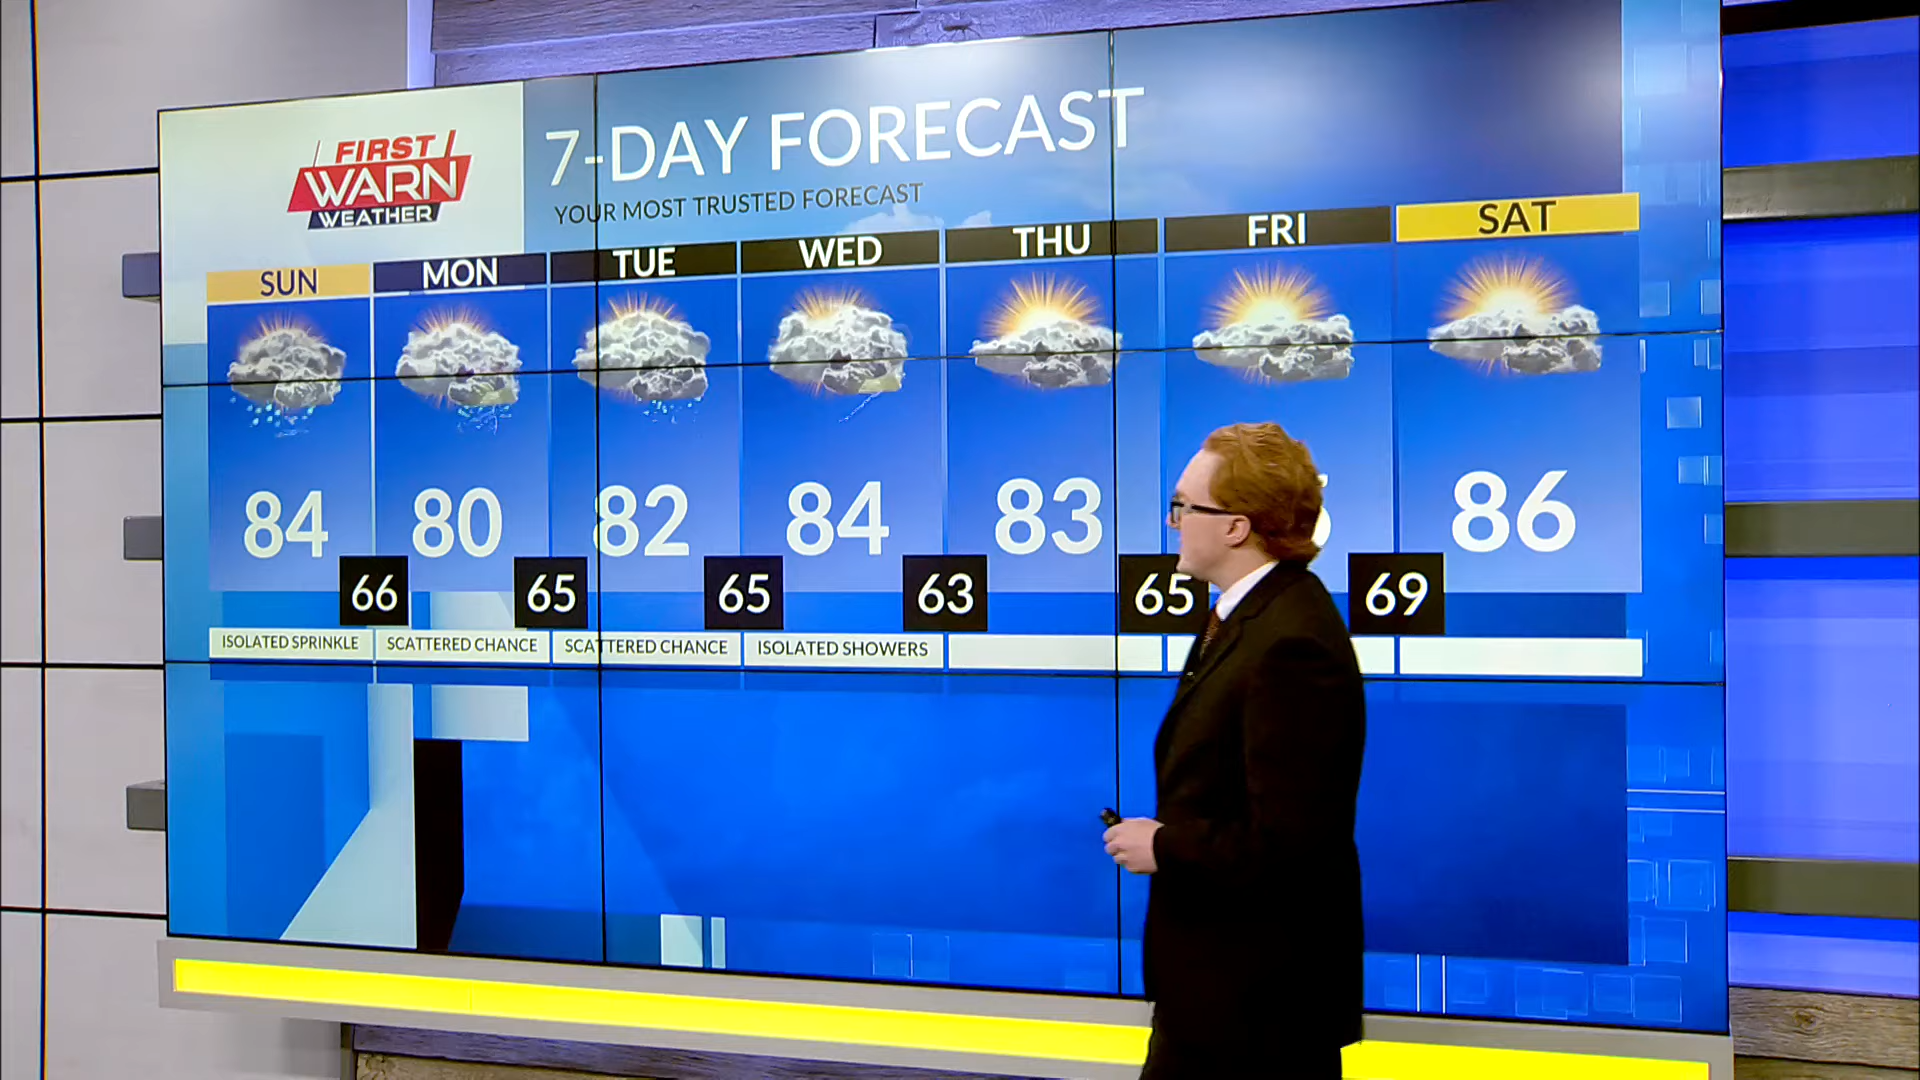 FIRST
WARN
WEATHER
7-DAY FORECAST
YOUR MOST TRUSTED FORECAST
SUN MON TUE WED THU FRI SAT
84 80 82 84 83 86
66 65 65 63 65 69
ISOLATED SPRINKLE SCATTERED CHANCE SCATTERED CHANCE ISOLATED SHOWERS